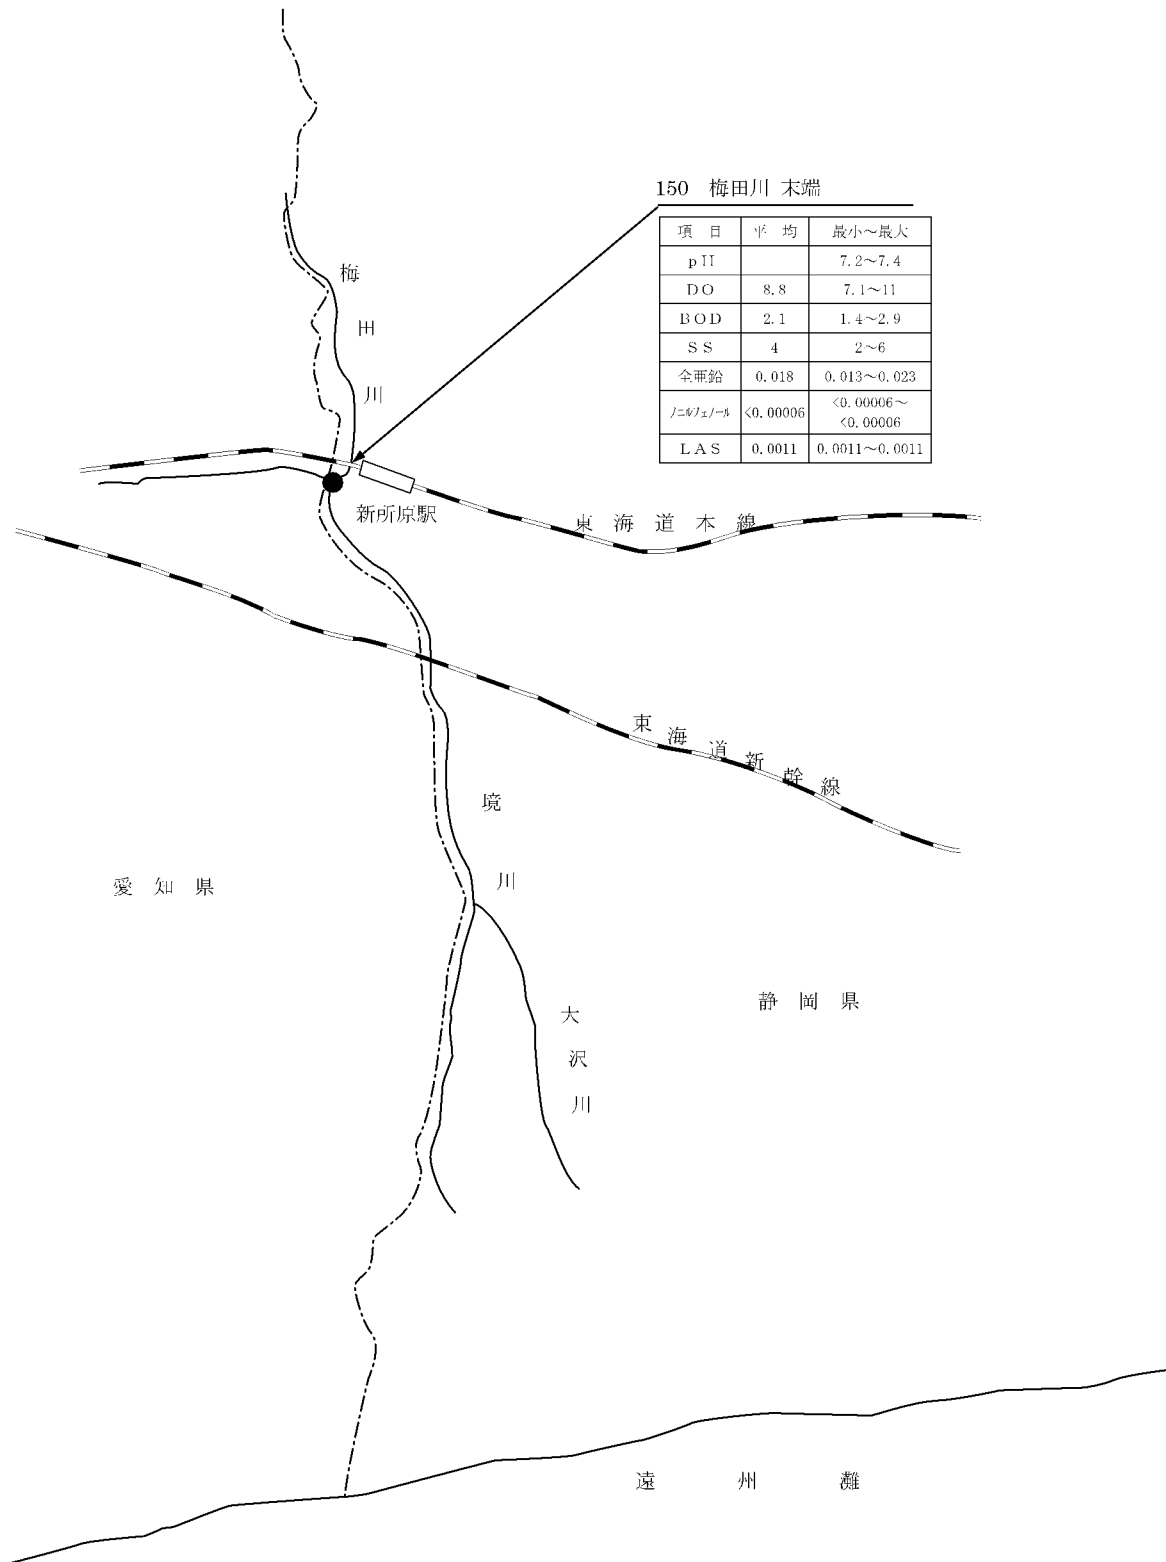 150 梅田川 末端
項 目 平 均 最小～最大
pH 7.2～7.4
DO 8.8 7.1～11
BOD 2.1 1.4～2.9
SS 4 2～6
全亜鉛 0.018 0.013～0.023
ノニルフェノール <0.00006 <0.00006～
<0.00006
LAS 0.0011 0.0011～0.0011
梅田川
新所原駅
東海道本線
東海道新幹線
境川
愛知県
静岡県
大沢川
遠州灘